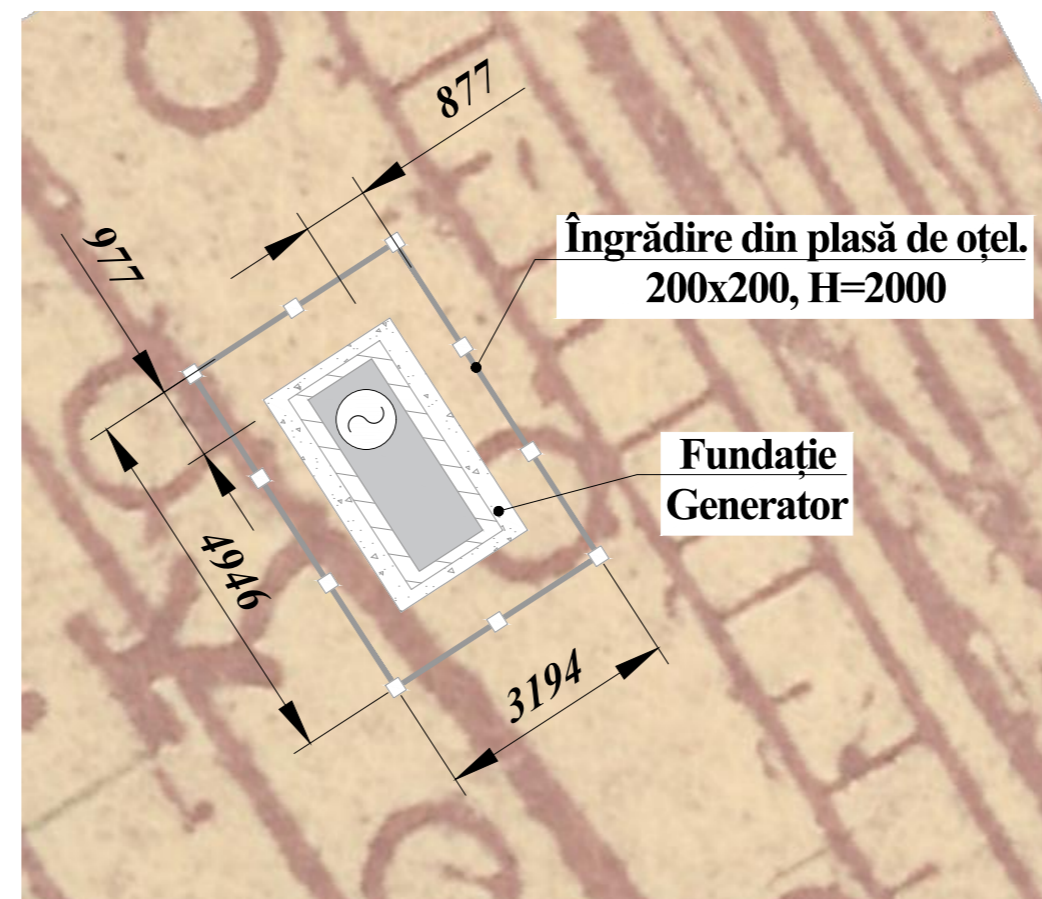 877
977
Îngrădire din plasă de oțel.
200x200, H=2000
Fundație
Generator
4946
3194